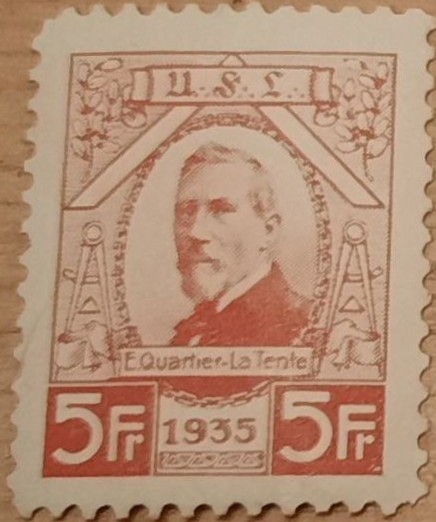 U. F. L.
E. Quartier-La Tente
5Fr 1935 5Fr